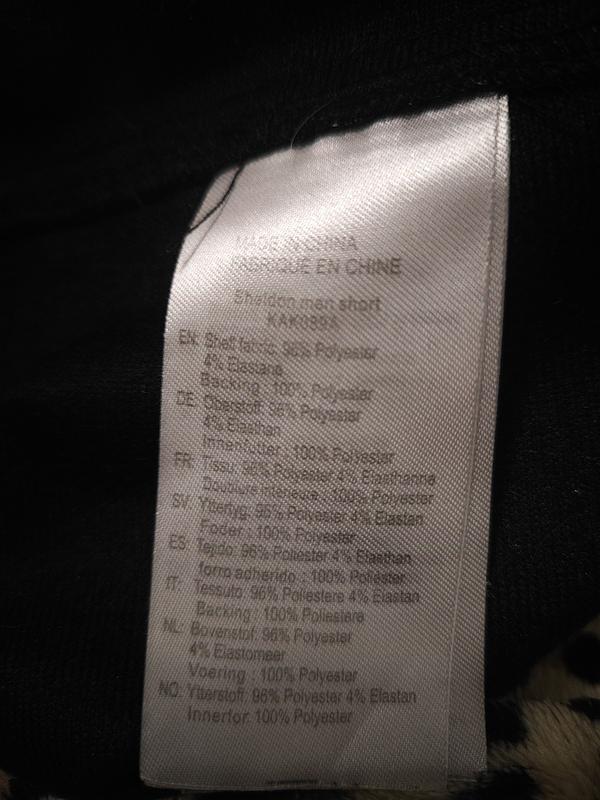 MADE IN CHINA
FABRIQUE EN CHINE
Sheldon man short
KAK089A
EN: Shell fabric: 96% Polyester
4% Elastane
Backing : 100% Polyester
DE: Oberstoff: 96% Polyester
4% Elasthan
Innenfutter : 100% Polyester
FR: Tissu: 96% Polyester 4% Elasthanne
Doublure intérieure : 100% Polyester
SV: Yttertyg: 96% Polyester 4% Elastan
Foder : 100% Polyester
ES: Tejido: 96% Poliester 4% Elasthan
forro adherido : 100% Poliester
IT: Tessuto: 96% Poliestere 4% Elastan
Backing : 100% Poliestere
NL: Bovenstof: 96% Polyester
4% Elastomeer
Voering : 100% Polyester
NO: Ytterstoff: 96% Polyester 4% Elastan
Innerfor: 100% Polyester